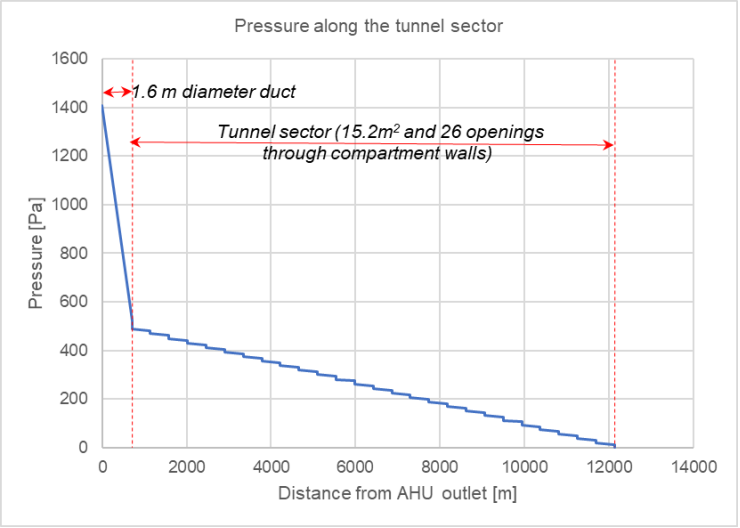 Pressure along the tunnel sector
1600
1400
1200
1000
800
600
400
200
0
Pressure [Pa]
1.6 m diameter duct
Tunnel sector (15.2m² and 26 openings
through compartment walls)
0 2000 4000 6000 8000 10000 12000 14000
Distance from AHU outlet [m]